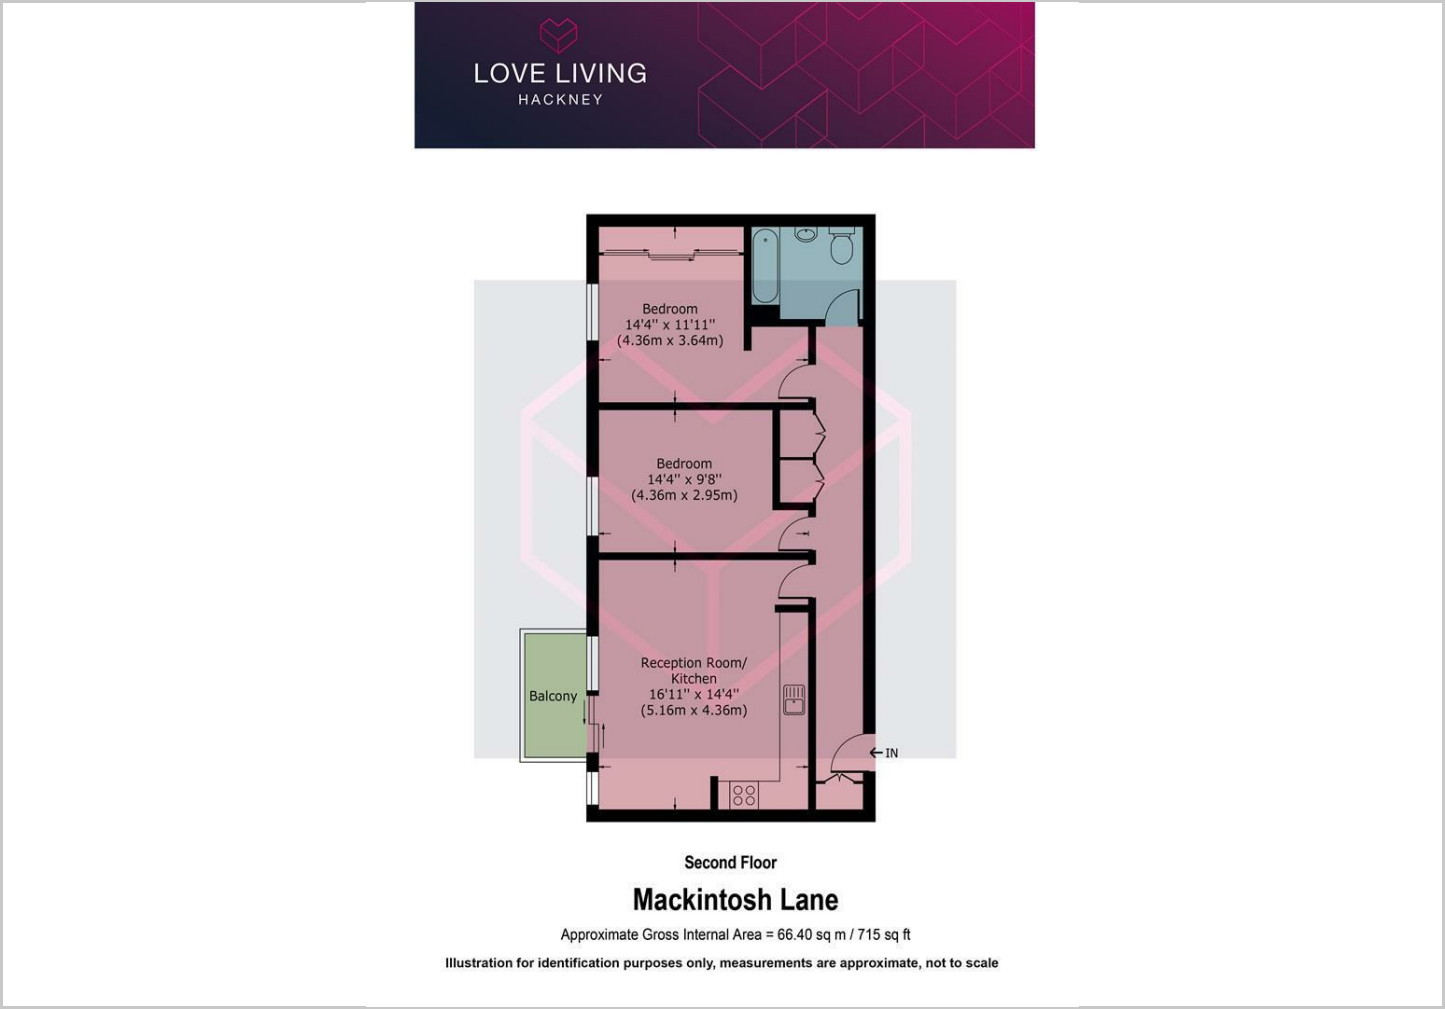 LOVE LIVING
HACKNEY
Bedroom
14'4" x 11'11"
(4.36m x 3.64m)
Bedroom
14'4" x 9'8"
(4.36m x 2.95m)
Reception Room/
Kitchen
16'11" x 14'4"
(5.16m x 4.36m)
Balcony
IN
Second Floor
Mackintosh Lane
Approximate Gross Internal Area = 66.40 sq m / 715 sq ft
Illustration for identification purposes only, measurements are approximate, not to scale